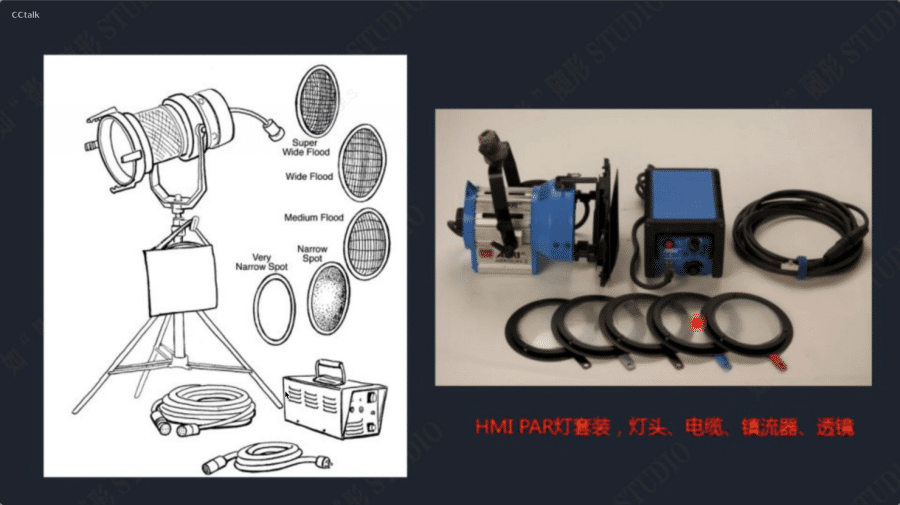 CCtalk
Super
Wide Flood
Wide Flood
Medium Flood
Narrow
Spot
Very
Narrow Spot
ARRI
HMI PAR灯套装，灯头、电缆、镇流器、透镜